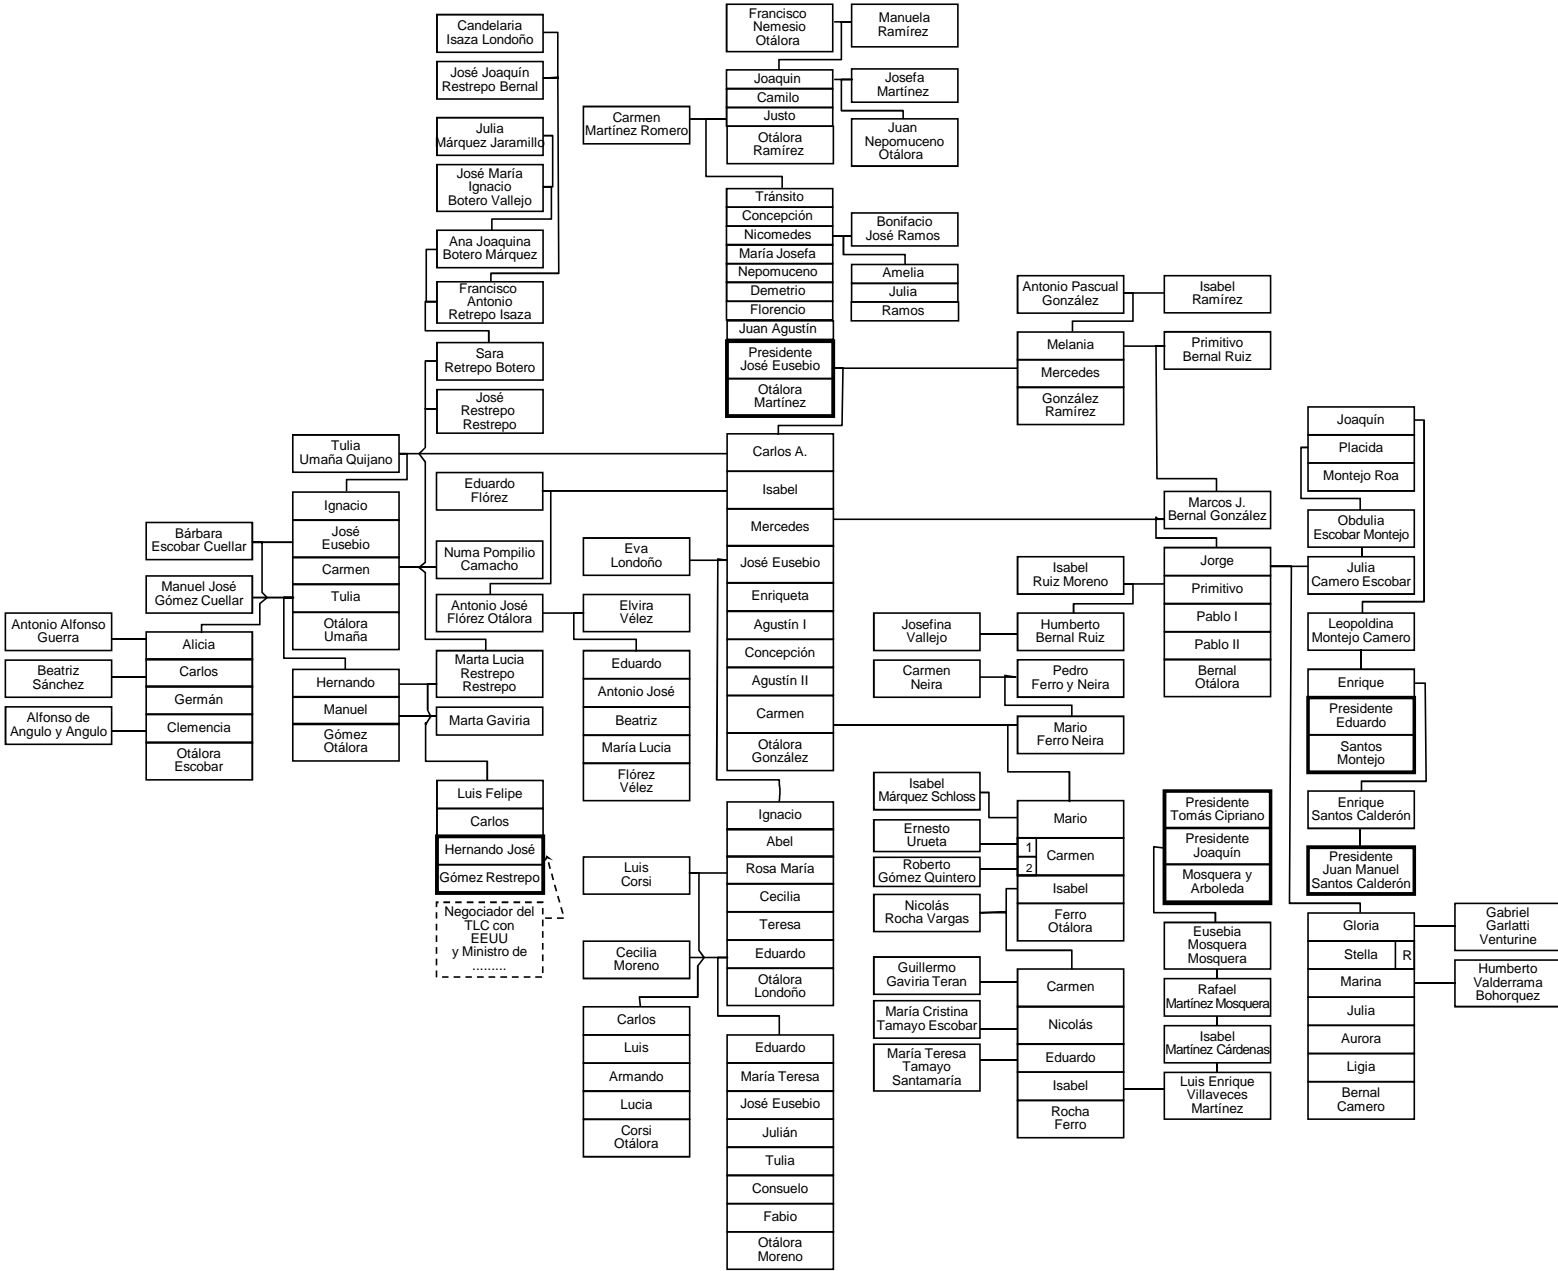 Candelaria
Isaza Londoño
José Joaquín
Restrepo Bernal
Julia
Márquez Jaramillo
José María
Ignacio
Botero Vallejo
Ana Joaquina
Botero Márquez
Francisco
Antonio
Retrepo Isaza
Sara
Retrepo Botero
José
Restrepo
Restrepo
Francisco
Nemesio
Otálora
Manuela
Ramírez
Joaquin
Camilo
Justo
Otálora
Ramírez
Josefa
Martínez
Juan
Nepomuceno
Otálora
Carmen
Martínez Romero
Tránsito
Concepción
Nicomedes
María Josefa
Nepomuceno
Demetrio
Florencio
Juan Agustín
Presidente
José Eusebio
Otálora
Martínez
Bonifacio
José Ramos
Amelia
Julia
Ramos
Antonio Pascual
González
Isabel
Ramírez
Melania
Mercedes
González
Ramírez
Primitivo
Bernal Ruiz
Joaquín
Placida
Montejo Roa
Tulia
Umaña Quijano
Eduardo
Flórez
Carlos A.
Isabel
Mercedes
José Eusebio
Enriqueta
Agustín I
Concepción
Agustín II
Carmen
Otálora
González
Marcos J.
Bernal González
Obdulia
Escobar Montejo
Julia
Camero Escobar
Ignacio
José
Eusebio
Carmen
Tulia
Otálora
Umaña
Bárbara
Escobar Cuellar
Manuel José
Gómez Cuellar
Numa Pompilio
Camacho
Eva
Londoño
Antonio José
Flórez Otálora
Elvira
Vélez
Isabel
Ruiz Moreno
Jorge
Primitivo
Pablo I
Pablo II
Bernal
Otálora
Josefina
Vallejo
Humberto
Bernal Ruiz
Carmen
Neira
Pedro
Ferro y Neira
Mario
Ferro Neira
Leopoldina
Montejo Camero
Enrique
Presidente
Eduardo
Santos
Montejo
Antonio Alfonso
Guerra
Beatriz
Sánchez
Alfonso de
Angulo y Angulo
Alicia
Carlos
Germán
Clemencia
Otálora
Escobar
Hernando
Manuel
Gómez
Otálora
Marta Lucia
Restrepo
Restrepo
Marta Gaviria
Eduardo
Antonio José
Beatriz
María Lucia
Flórez
Vélez
Luis Felipe
Carlos
Hernando José
Gómez Restrepo
Negociador del
TLC con
EEUU
y Ministro de
.........
Ignacio
Abel
Rosa María
Cecilia
Teresa
Eduardo
Otálora
Londoño
Luis
Corsi
Cecilia
Moreno
Isabel
Márquez Schloss
Ernesto
Urueta
Roberto
Gómez Quintero
Nicolás
Rocha Vargas
Mario
1
2
Carmen
Isabel
Ferro
Otálora
Presidente
Tomás Cipriano
Presidente
Joaquín
Mosquera y
Arboleda
Enrique
Santos Calderón
Presidente
Juan Manuel
Santos Calderón
Eusebia
Mosquera
Mosquera
Rafael
Martínez Mosquera
Isabel
Martínez Cárdenas
Luis Enrique
Villaveces
Martínez
Gloria
Stella
R
Marina
Julia
Aurora
Ligia
Bernal
Camero
Gabriel
Garlatti
Venturine
Humberto
Valderrama
Bohorquez
Guillermo
Gaviria Teran
María Cristina
Tamayo Escobar
María Teresa
Tamayo
Santamaría
Carmen
Nicolás
Eduardo
Isabel
Rocha
Ferro
Carlos
Luis
Armando
Lucia
Corsi
Otálora
Eduardo
María Teresa
José Eusebio
Julián
Tulia
Consuelo
Fabio
Otálora
Moreno